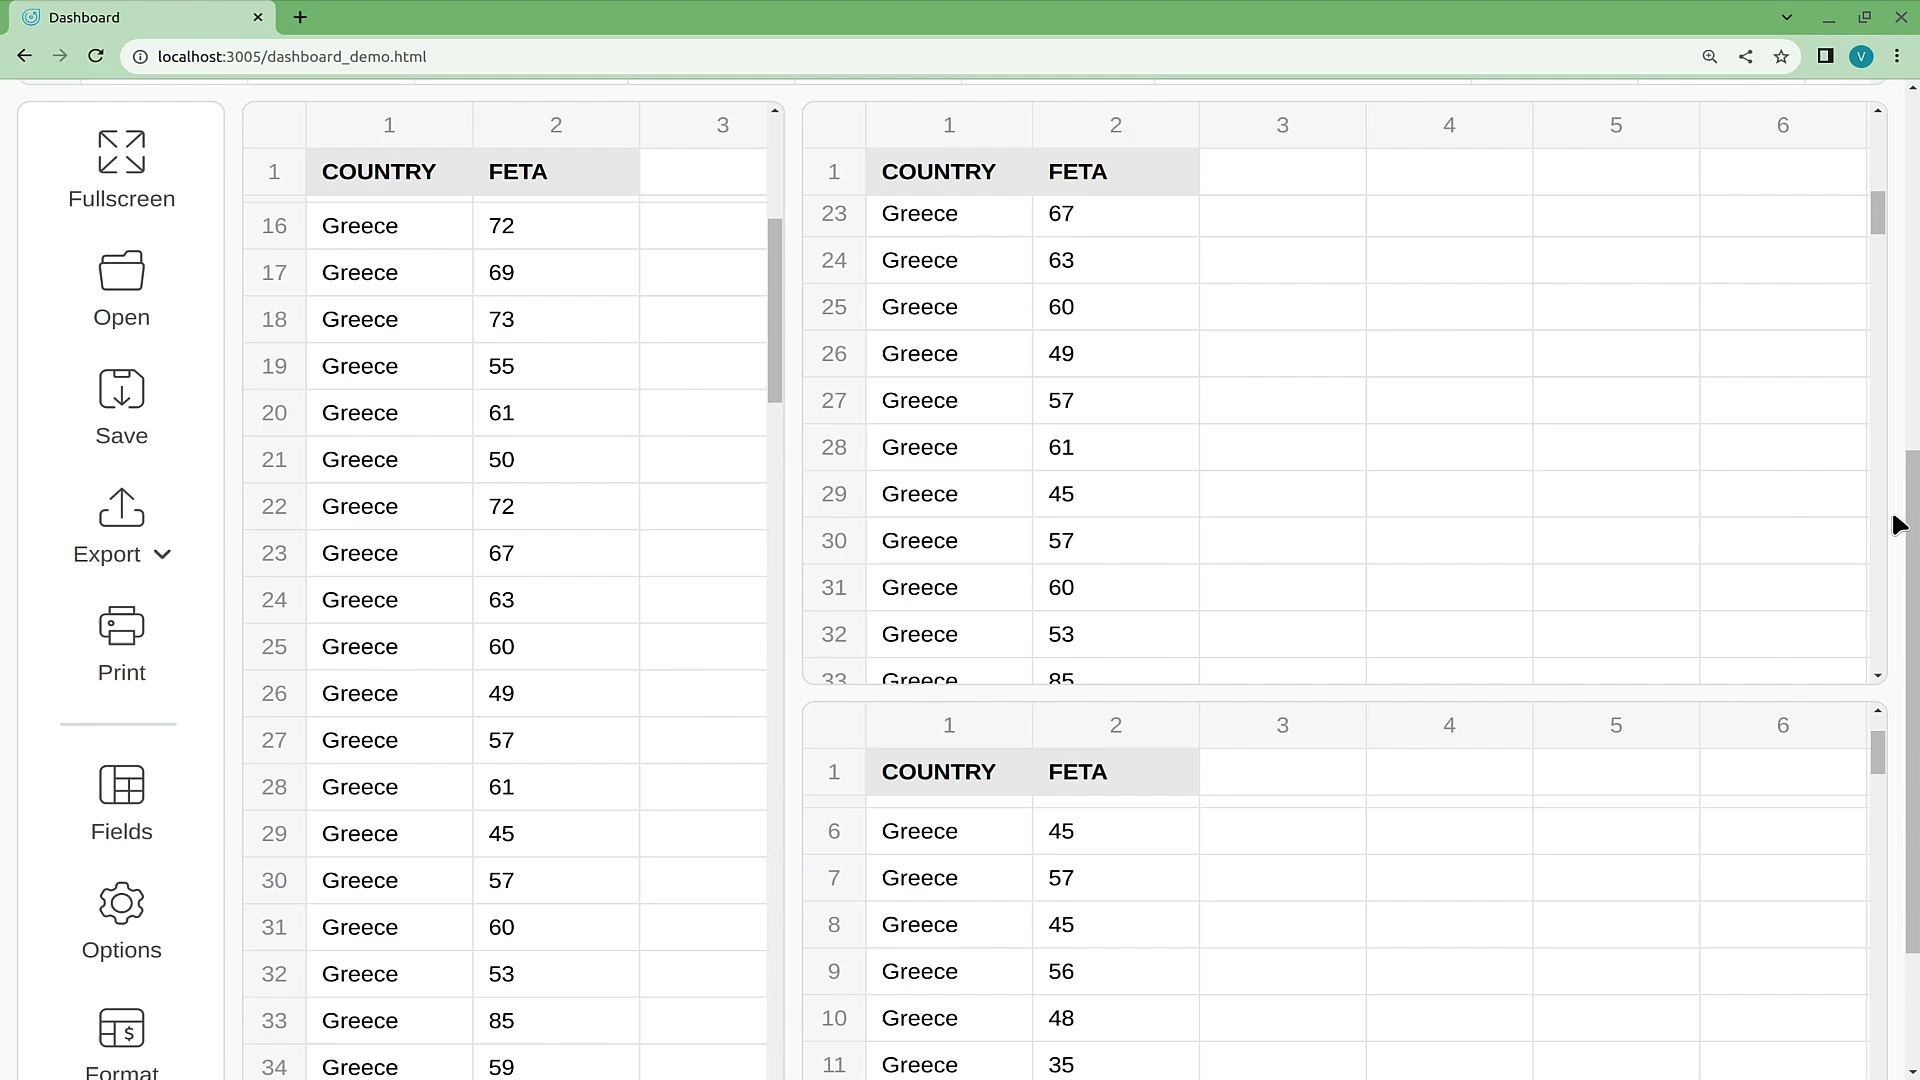 Dashboard
localhost:3005/dashboard_demo.html
V
Fullscreen
Open
Save
Export
Print
Fields
Options
Format
1 2 3
1 COUNTRY FETA
16 Greece 72
17 Greece 69
18 Greece 73
19 Greece 55
20 Greece 61
21 Greece 50
22 Greece 72
23 Greece 67
24 Greece 63
25 Greece 60
26 Greece 49
27 Greece 57
28 Greece 61
29 Greece 45
30 Greece 57
31 Greece 60
32 Greece 53
33 Greece 85
34 Greece 59
1 2 3 4 5 6
1 COUNTRY FETA
23 Greece 67
24 Greece 63
25 Greece 60
26 Greece 49
27 Greece 57
28 Greece 61
29 Greece 45
30 Greece 57
31 Greece 60
32 Greece 53
33 Greece 85
1 2 3 4 5 6
1 COUNTRY FETA
6 Greece 45
7 Greece 57
8 Greece 45
9 Greece 56
10 Greece 48
11 Greece 35